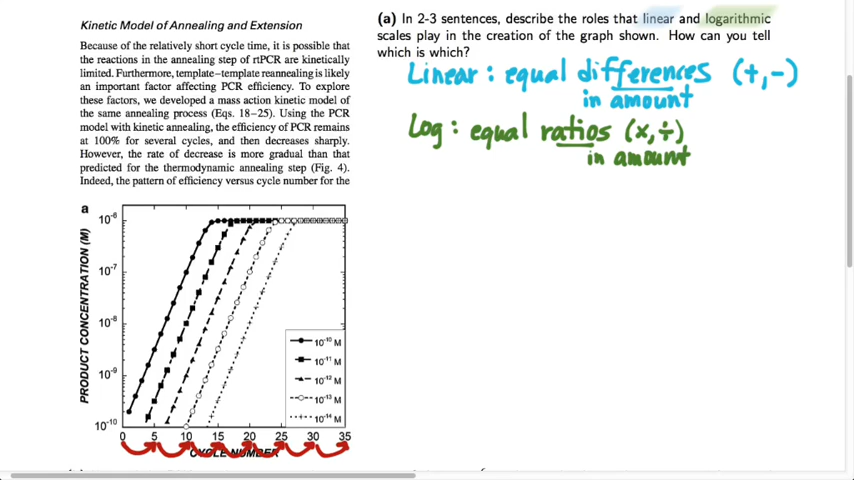 Kinetic Model of Annealing and Extension
Because of the relatively short cycle time, it is possible that
the reactions in the annealing step of rtPCR are kinetically
limited. Furthermore, template–template reannealing is likely
an important factor affecting PCR efficiency. To explore
these factors, we developed a mass action kinetic model of
the same annealing process (Eqs. 18–25). Using the PCR
model with kinetic annealing, the efficiency of PCR remains
at 100% for several cycles, and then decreases sharply.
However, the rate of decrease is more gradual than that
predicted for the thermodynamic annealing step (Fig. 4).
Indeed, the pattern of efficiency versus cycle number for the
a
PRODUCT CONCENTRATION (M)
10⁻⁶
10⁻⁷
10⁻⁸
10⁻⁹
10⁻¹⁰
10⁻¹⁰ M
10⁻¹¹ M
10⁻¹² M
10⁻¹³ M
10⁻¹⁴ M
0 5 10 15 20 25 30 35
CYCLE NUMBER
(a) In 2-3 sentences, describe the roles that linear and logarithmic
scales play in the creation of the graph shown. How can you tell
which is which?
Linear : equal differences (+,−)
in amount
Log : equal ratios (×,÷)
in amount